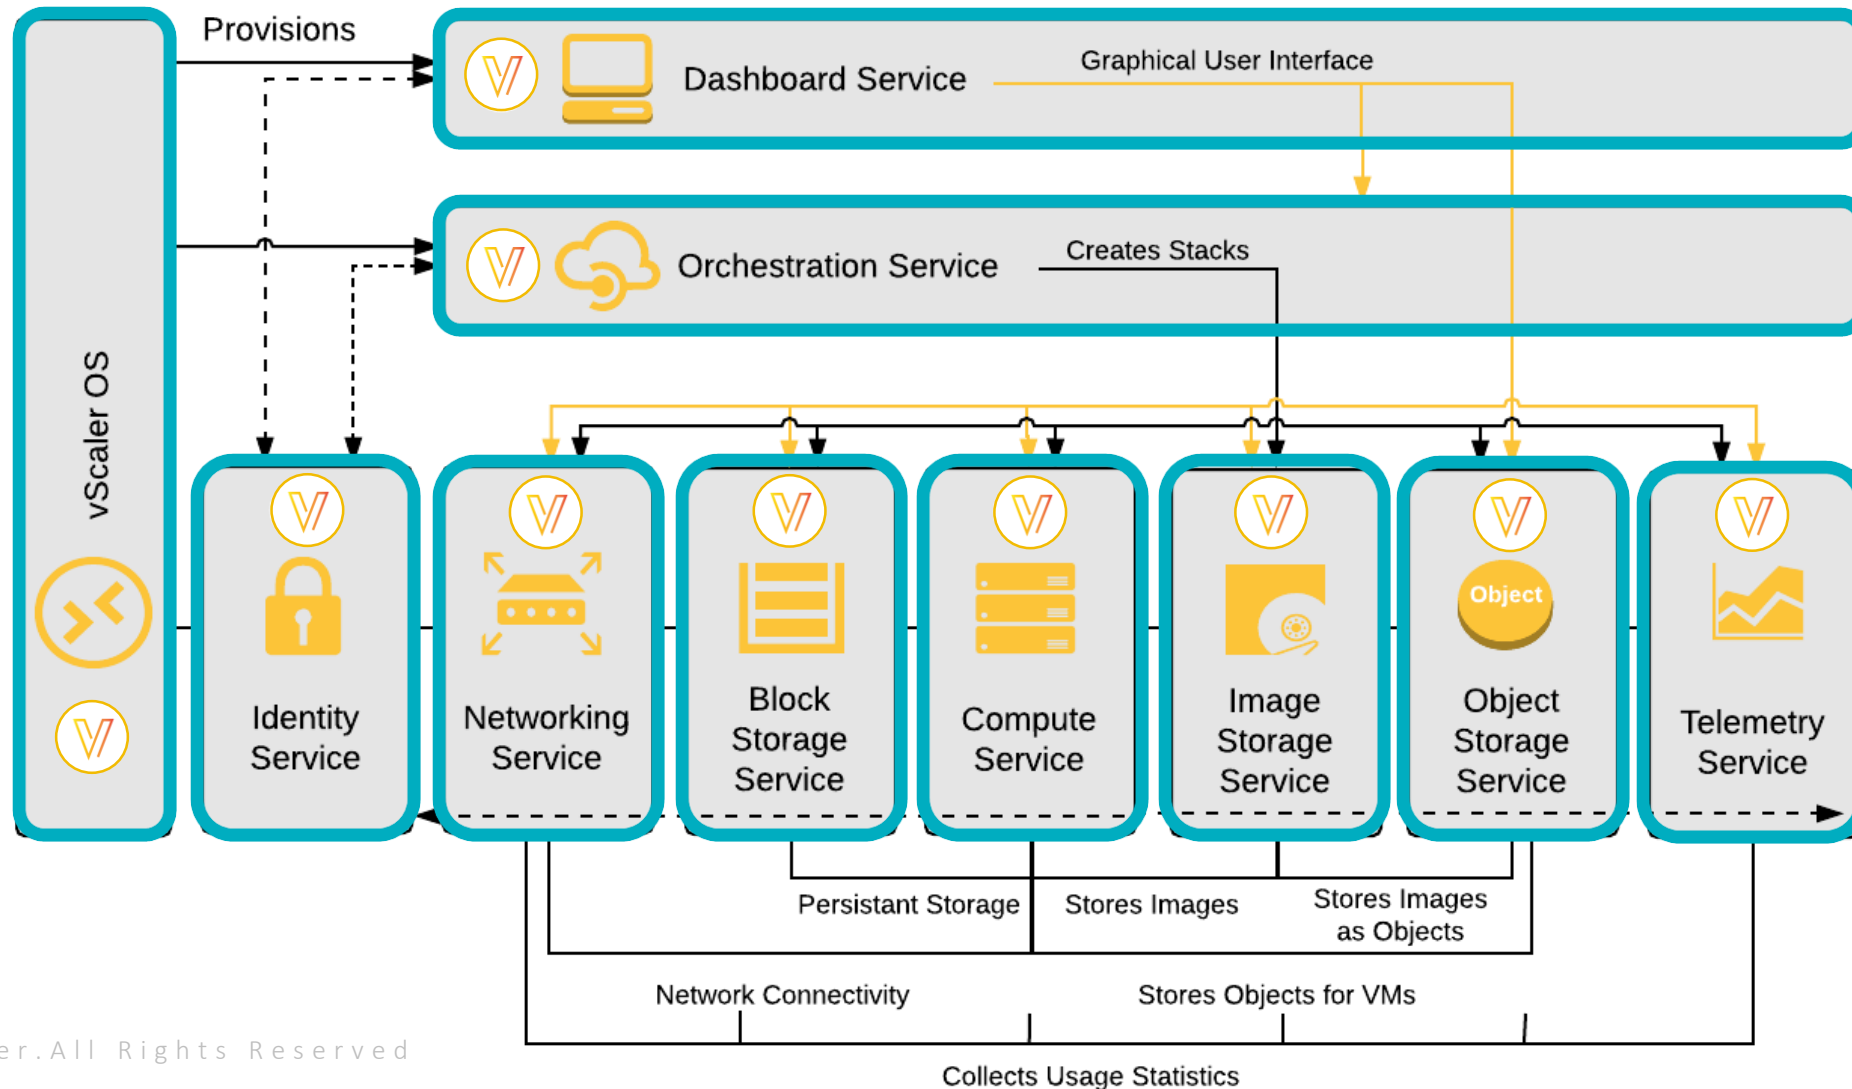 Provisions
Dashboard Service
Graphical User Interface
Orchestration Service
Creates Stacks
vScaler OS
Identity
Service
Networking
Service
Block
Storage
Service
Compute
Service
Image
Storage
Service
Object
Object
Storage
Service
Telemetry
Service
Persistant Storage
Stores Images
Stores Images
as Objects
Network Connectivity
Stores Objects for VMs
er.All Rights Reserved
Collects Usage Statistics